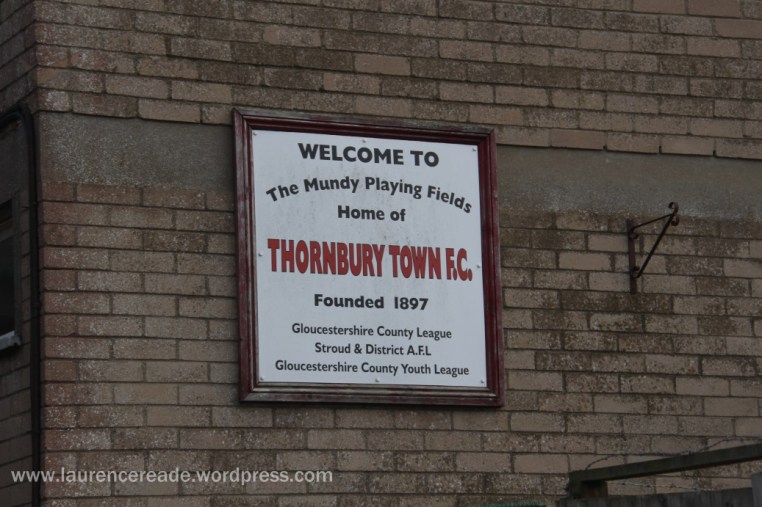 WELCOME TO
The Mundy Playing Fields
Home of
THORNBURY TOWN F.C.
Founded 1897
Gloucestershire County League
Stroud & District A.F.L
Gloucestershire County Youth League
www.laurencereade.wordpress.com